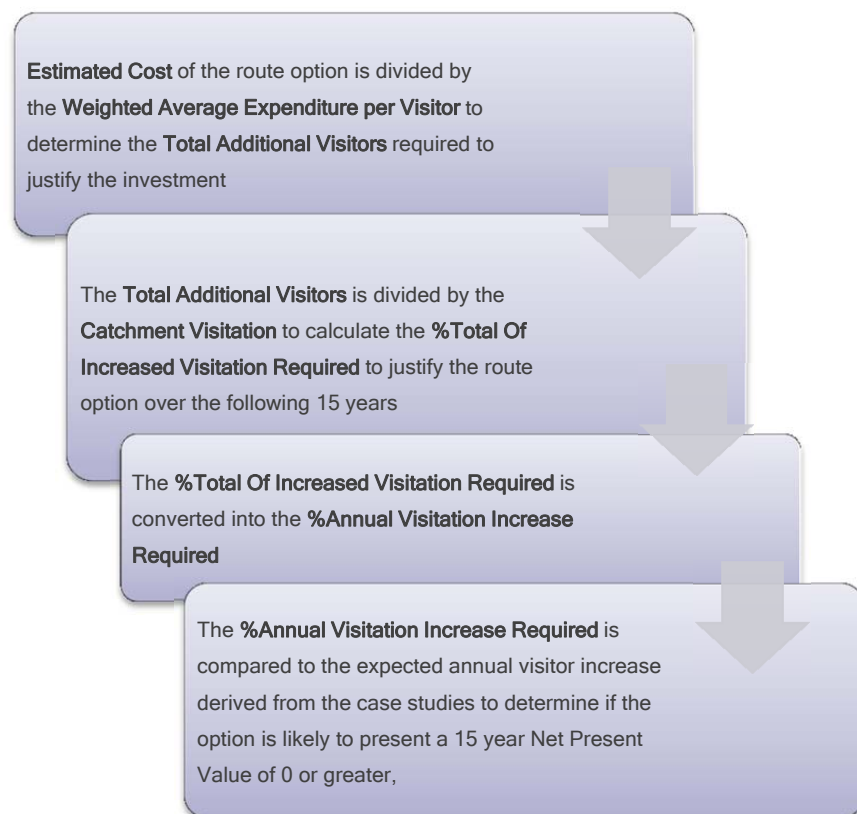 Estimated Cost of the route option is divided by
the Weighted Average Expenditure per Visitor to
determine the Total Additional Visitors required to
justify the investment
The Total Additional Visitors is divided by the
Catchment Visitation to calculate the %Total Of
Increased Visitation Required to justify the route
option over the following 15 years
The %Total Of Increased Visitation Required is
converted into the %Annual Visitation Increase
Required
The %Annual Visitation Increase Required is
compared to the expected annual visitor increase
derived from the case studies to determine if the
option is likely to present a 15 year Net Present
Value of 0 or greater,